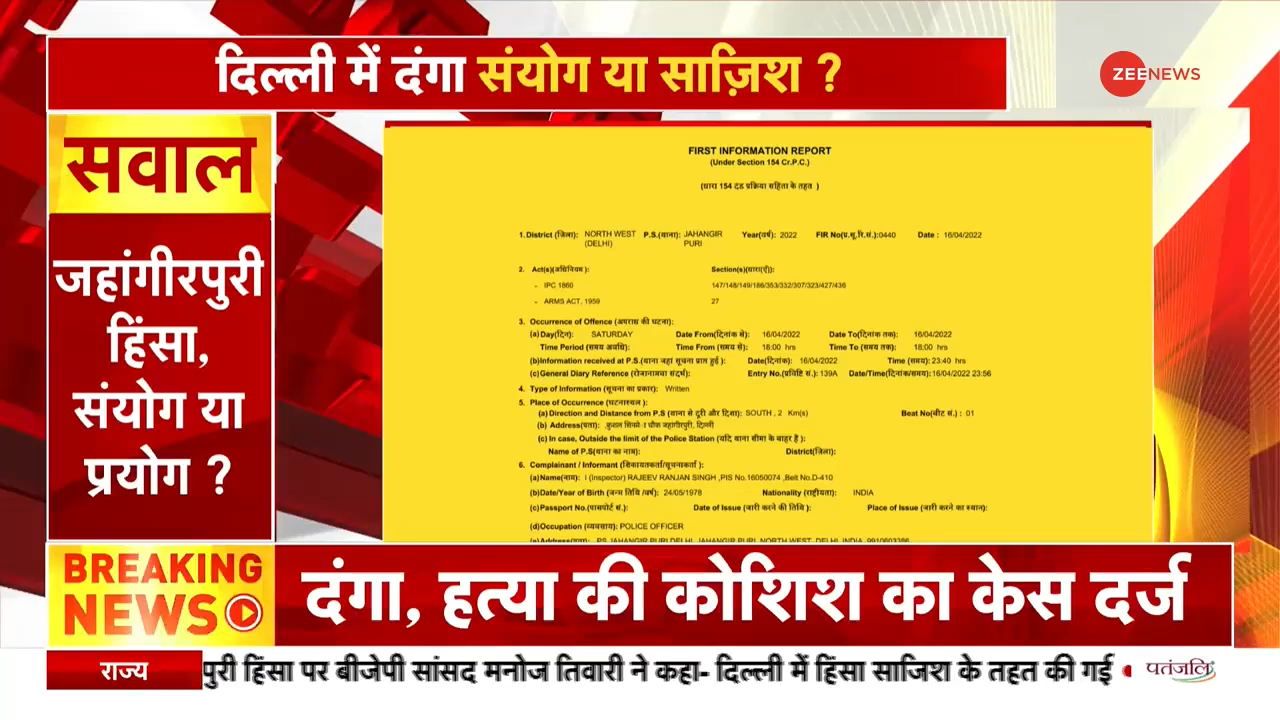 दिल्ली में दंगा संयोग या साज़िश ?
ZEENEWS
सवाल
जहांगीरपुरी
हिंसा,
संयोग या
प्रयोग ?
FIRST INFORMATION REPORT
(Under Section 154 Cr.P.C.)
(धारा 154 दंड प्रक्रिया सहिता के तहत )
1.District (जिला): NORTH WEST (DELHI) P.S.(थाना): JAHANGIR PURI Year(वर्ष): 2022 FIR No(प्र.सू.रि.सं.):0440 Date : 16/04/2022
2. Act(s)(अधिनियम ): Section(s)(धारा(एँ)):
- IPC 1860 147/148/149/186/353/332/307/323/427/436
- ARMS ACT, 1959 27
3. Occurrence of Offence (अपराध की घटना):
(a)Day(दिन): SATURDAY Date From(दिनांक से): 16/04/2022 Date To(दिनांक तक): 16/04/2022
Time Period (समय अवधि): Time From (समय से): 18:00 hrs Time To (समय तक): 18:00 hrs
(b)Information received at P.S.(थाना जहां सूचना प्राप्त हुई ): Date(दिनांक): 16/04/2022 Time (समय):23:40 hrs
(c)General Diary Reference (रोजानामचा संदर्भ): Entry No.(प्रविष्टि सं.): 139A Date/Time(दिनांक/समय):16/04/2022 23:56
4. Type of Information (सूचना का प्रकार): Written
5. Place of Occurrence (घटनास्थल ):
(a) Direction and Distance from P.S (थाना से दूरी और दिशा): SOUTH , 2 Km(s) Beat No(बीट सं.) : 01
(b) Address(पता): ,कुशल सिनमे-I चौक जहांगीरपुरी, दिल्ली
(c) In case, Outside the limit of the Police Station (यदि थाना सीमा के बाहर हैं ):
Name of P.S(थाना का नाम): District(जिला):
6. Complainant / Informant (शिकायतकर्ता/सूचनाकर्ता ):
(a)Name(नाम): I (Inspector) RAJEEV RANJAN SINGH ,PIS No.16050074 ,Belt No.D-410
(b)Date/Year of Birth (जन्म तिथि /वर्ष): 24/05/1978 Nationality (राष्ट्रीयता): INDIA
(c)Passport No.(पासपोर्ट सं.): Date of Issue (जारी करने की तिथि ): Place of Issue (जारी करने का स्थान):
(d)Occupation (व्यवसाय): POLICE OFFICER
BREAKING
NEWS
दंगा, हत्या की कोशिश का केस दर्ज
राज्य
पुरी हिंसा पर बीजेपी सांसद मनोज तिवारी ने कहा- दिल्ली में हिंसा साजिश के तहत की गई
पतंजलि